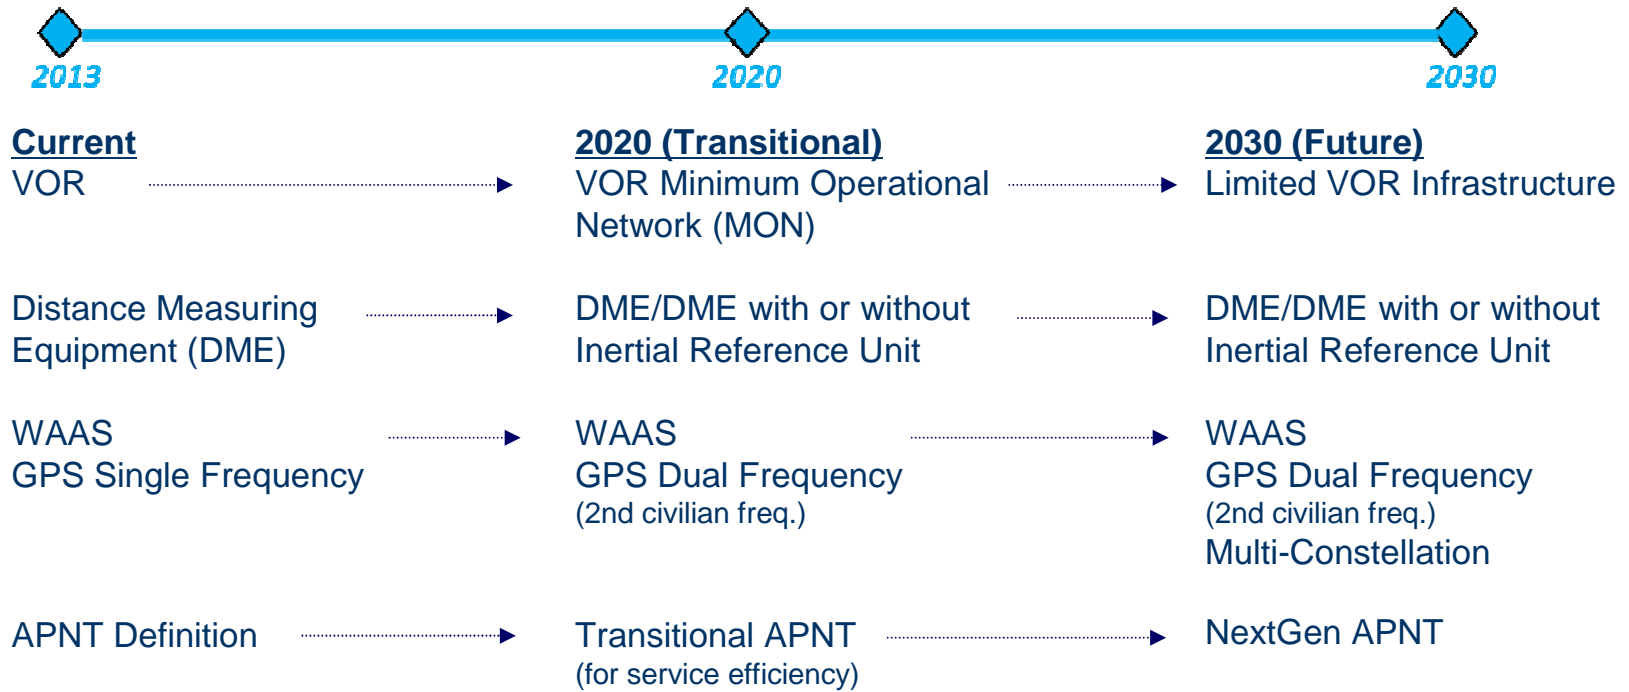 2013
2020
2030
Current
2020 (Transitional)
2030 (Future)
VOR
VOR Minimum Operational
Network (MON)
Limited VOR Infrastructure
Distance Measuring
Equipment (DME)
DME/DME with or without
Inertial Reference Unit
DME/DME with or without
Inertial Reference Unit
WAAS
GPS Single Frequency
WAAS
GPS Dual Frequency
(2nd civilian freq.)
WAAS
GPS Dual Frequency
(2nd civilian freq.)
Multi-Constellation
APNT Definition
Transitional APNT
(for service efficiency)
NextGen APNT